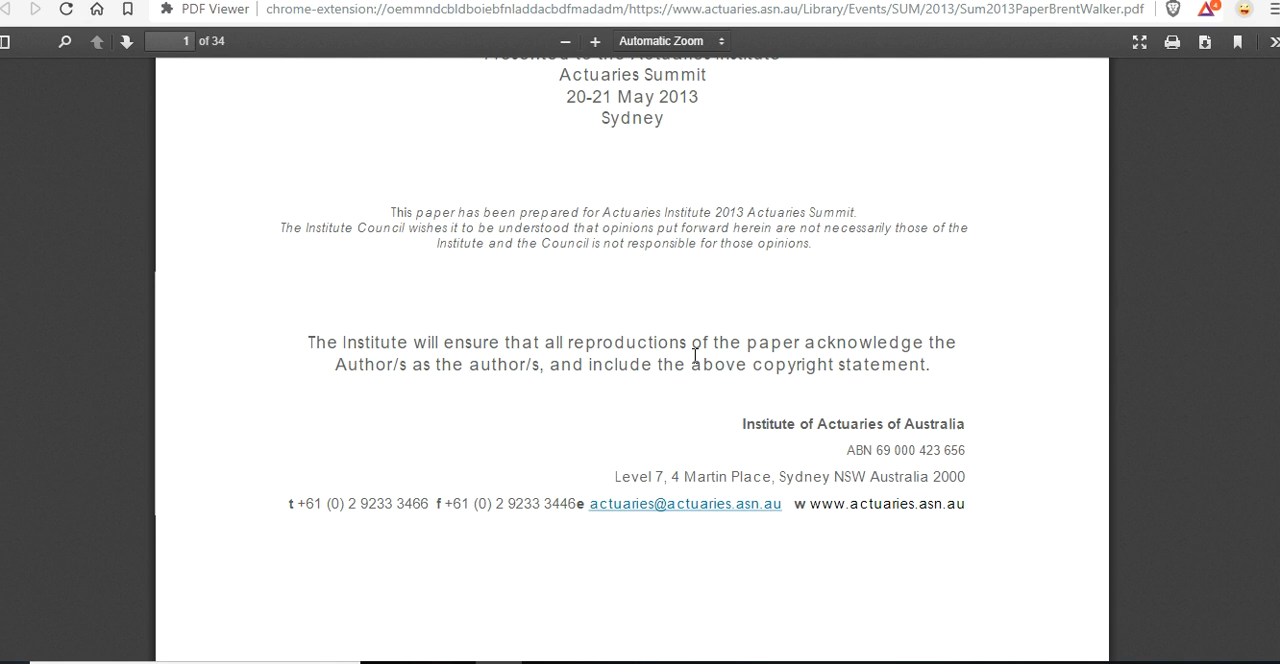 PDF Viewer chrome-extension://oemmndcbldboiebfnladdacbdfmadadm/https://www.actuaries.asn.au/Library/Events/SUM/2013/Sum2013PaperBrentWalker.pdf 4
1 of 34 Automatic Zoom
Presented to the Actuaries Institute
Actuaries Summit
20-21 May 2013
Sydney
This paper has been prepared for Actuaries Institute 2013 Actuaries Summit.
The Institute Council wishes it to be understood that opinions put forward herein are not necessarily those of the
Institute and the Council is not responsible for those opinions.
The Institute will ensure that all reproductions of the paper acknowledge the
Author/s as the author/s, and include the above copyright statement.
Institute of Actuaries of Australia
ABN 69 000 423 656
Level 7, 4 Martin Place, Sydney NSW Australia 2000
t +61 (0) 2 9233 3466 f +61 (0) 2 9233 3446e actuaries@actuaries.asn.au w www.actuaries.asn.au